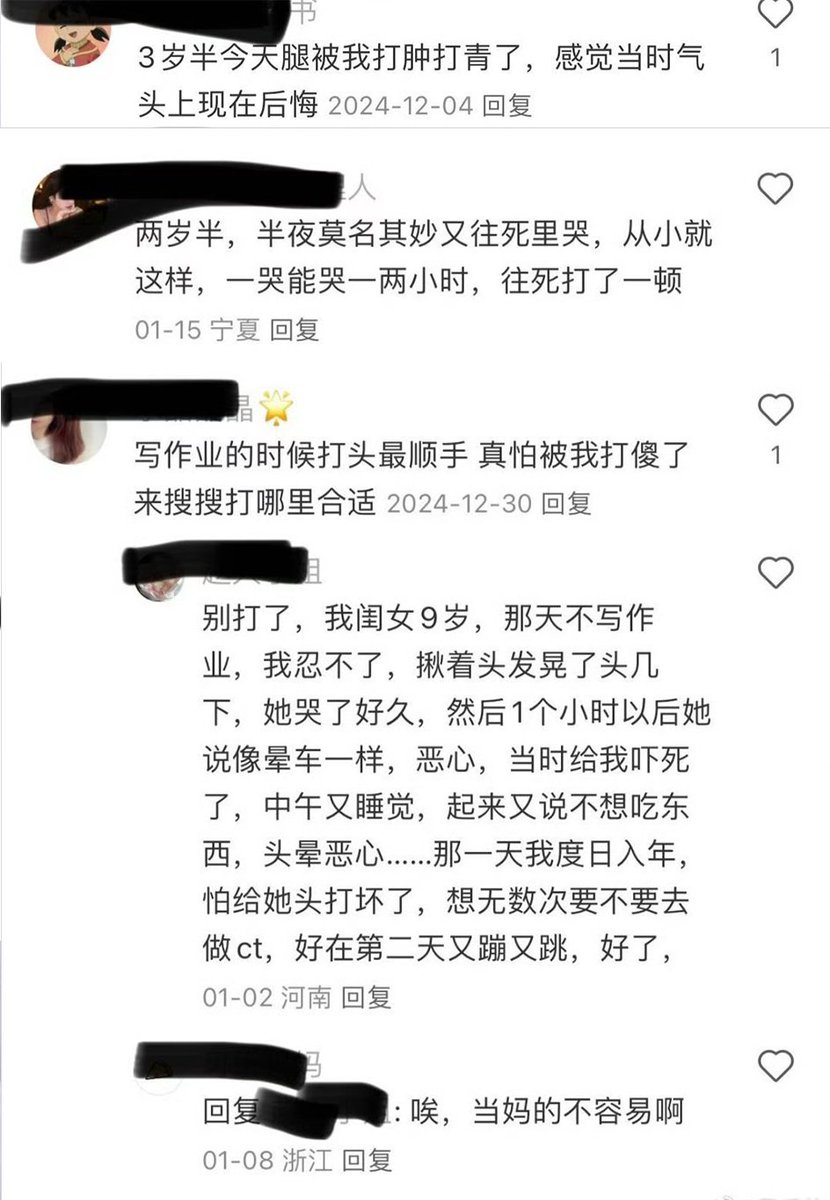 书
3岁半今天腿被我打肿打青了，感觉当时气
头上现在后悔 2024-12-04 回复
1
人
两岁半，半夜莫名其妙又往死里哭，从小就
这样，一哭能哭一两小时，往死打了一顿
01-15 宁夏 回复
晶🌟
写作业的时候打头最顺手 真怕被我打傻了
来搜搜打哪里合适 2024-12-30 回复
1
姐
别打了，我闺女9岁，那天不写作
业，我忍不了，揪着头发晃了头几
下，她哭了好久，然后1个小时以后她
说像晕车一样，恶心，当时给我吓死
了，中午又睡觉，起来又说不想吃东
西，头晕恶心……那一天我度日入年，
怕给她头打坏了，想无数次要不要去
做ct，好在第二天又蹦又跳，好了，
01-02 河南 回复
妈
回复 : 唉，当妈的不容易啊
01-08 浙江 回复